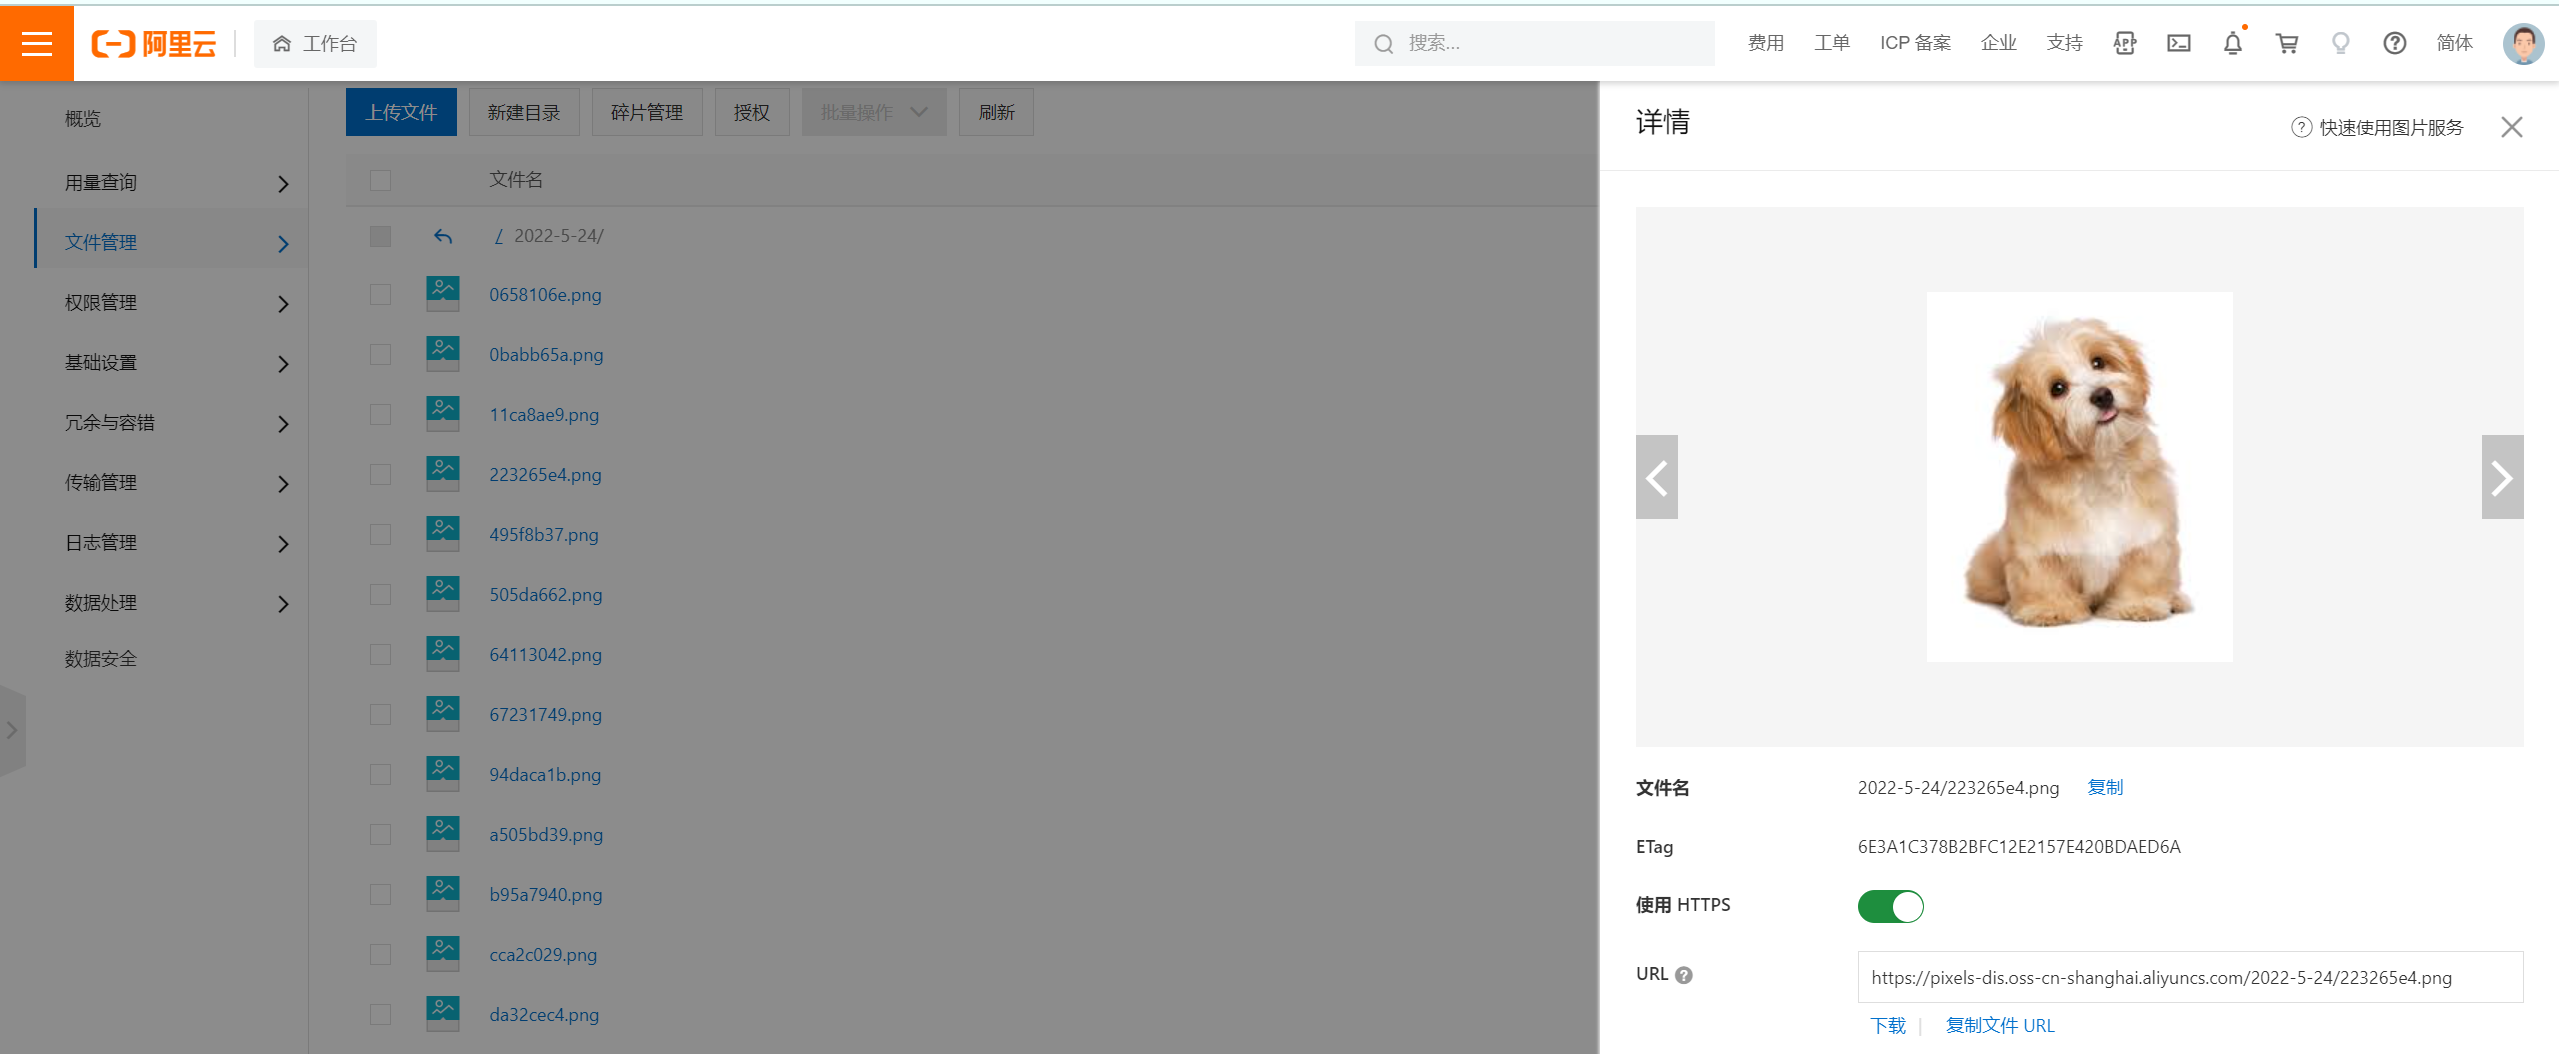 阿里云
工作台
搜索...
费用
工单
ICP 备案
企业
支持
APP
简体
概览
用量查询
文件管理
权限管理
基础设置
冗余与容错
传输管理
日志管理
数据处理
数据安全
上传文件
新建目录
碎片管理
授权
批量操作
刷新
文件名
/ 2022-5-24/
0658106e.png
0babb65a.png
11ca8ae9.png
223265e4.png
495f8b37.png
505da662.png
64113042.png
67231749.png
94daca1b.png
a505bd39.png
b95a7940.png
cca2c029.png
da32cec4.png
详情
? 快速使用图片服务
文件名 2022-5-24/223265e4.png 复制
ETag 6E3A1C378B2BFC12E2157E420BDAED6A
使用 HTTPS
URL ? https://pixels-dis.oss-cn-shanghai.aliyuncs.com/2022-5-24/223265e4.png
下载 | 复制文件 URL